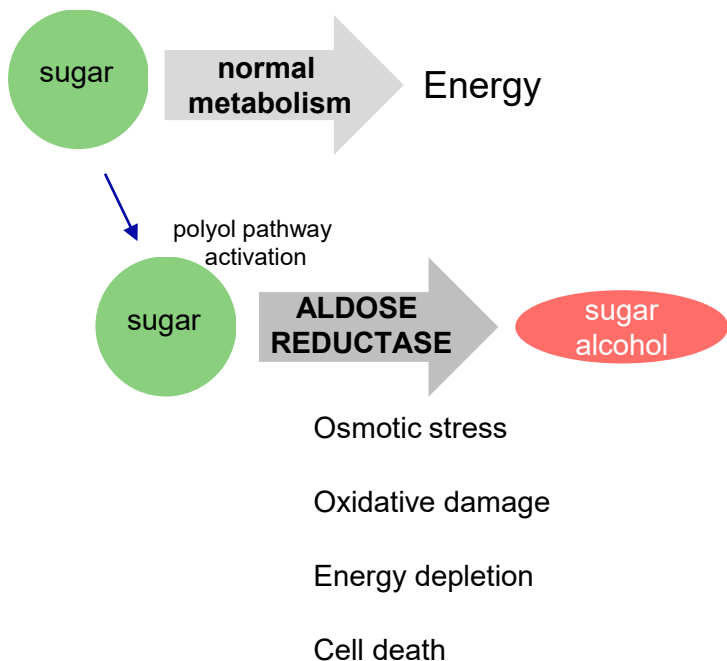 sugar
normal
metabolism
Energy
polyol pathway
activation
sugar
ALDOSE
REDUCTASE
sugar
alcohol
Osmotic stress
Oxidative damage
Energy depletion
Cell death